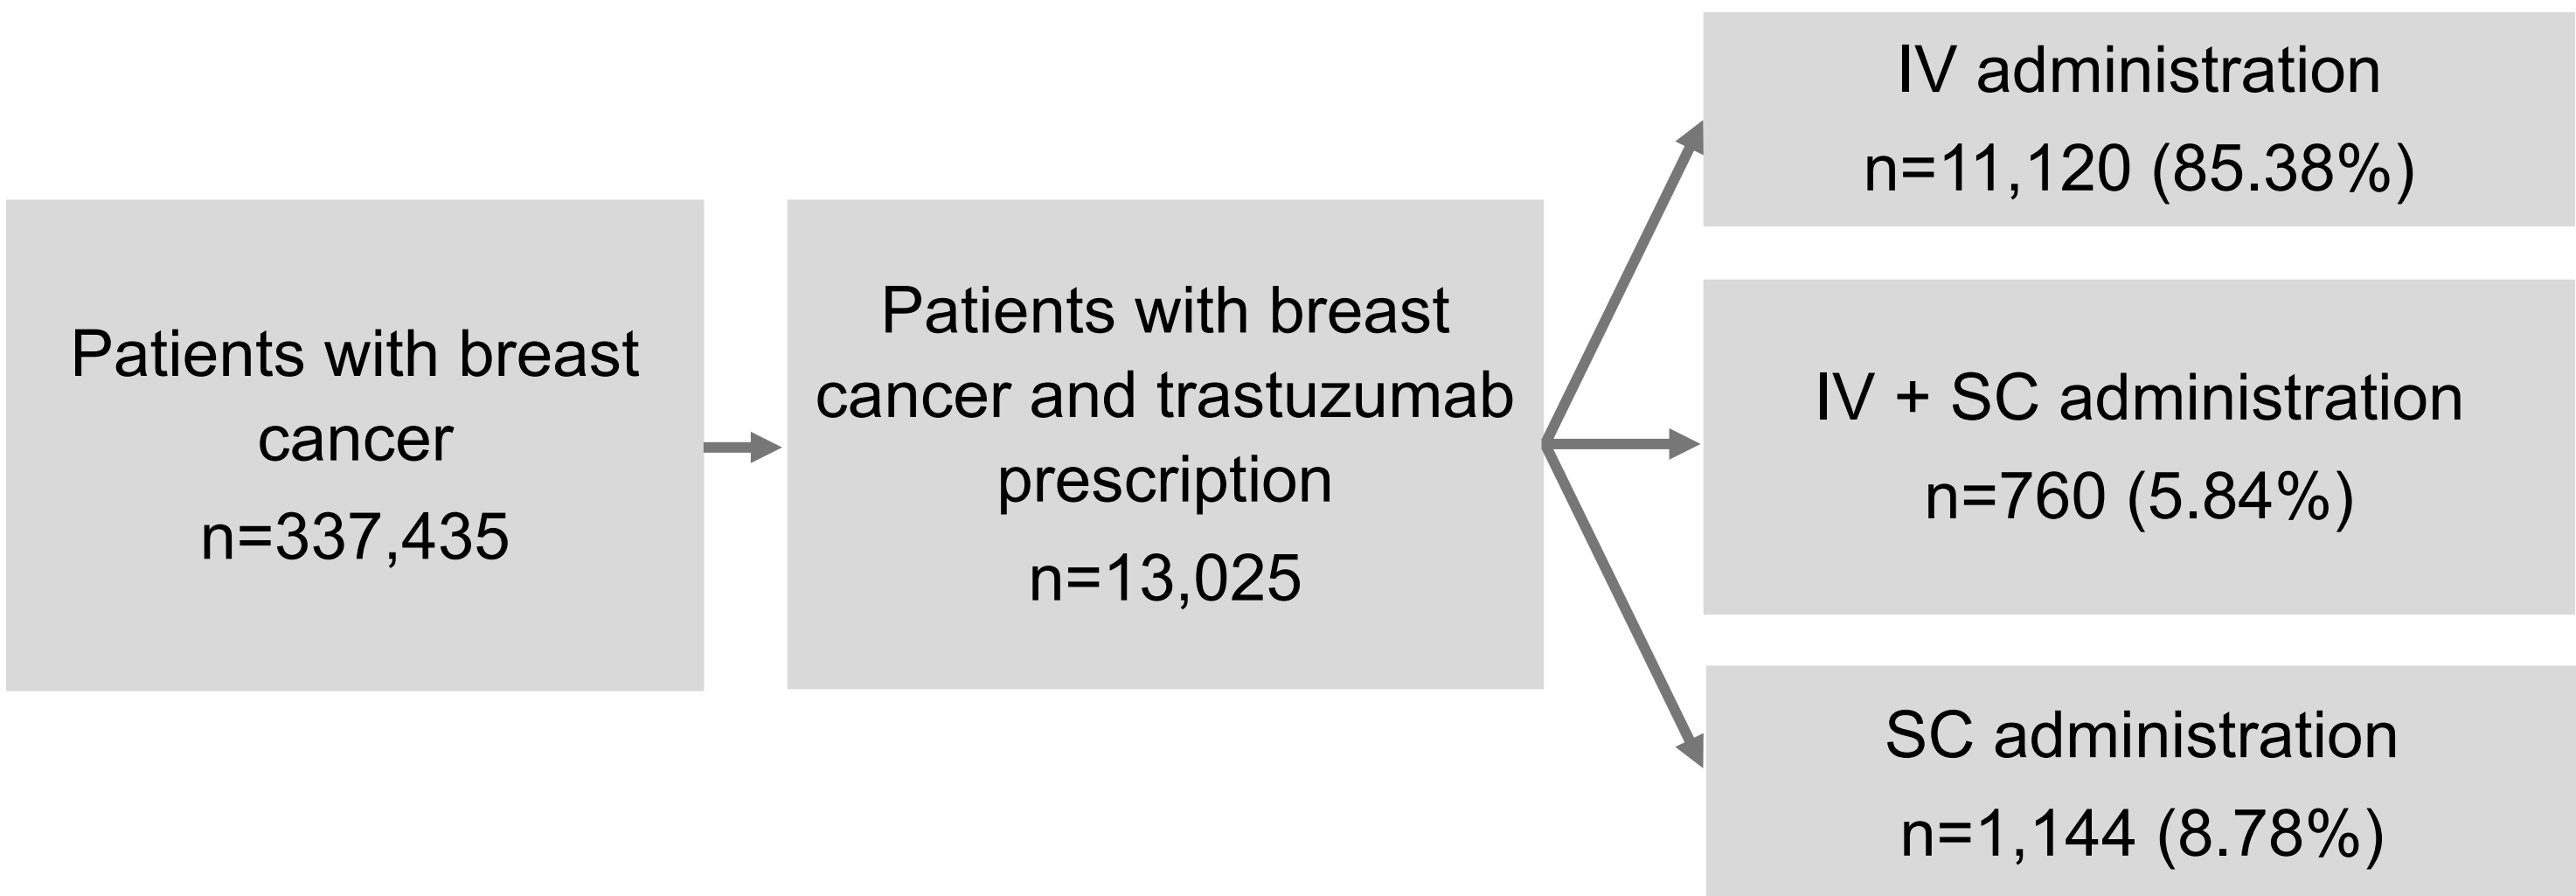 Patients with breast
cancer
n=337,435
Patients with breast
cancer and trastuzumab
prescription
n=13,025
IV administration
n=11,120 (85.38%)
IV + SC administration
n=760 (5.84%)
SC administration
n=1,144 (8.78%)